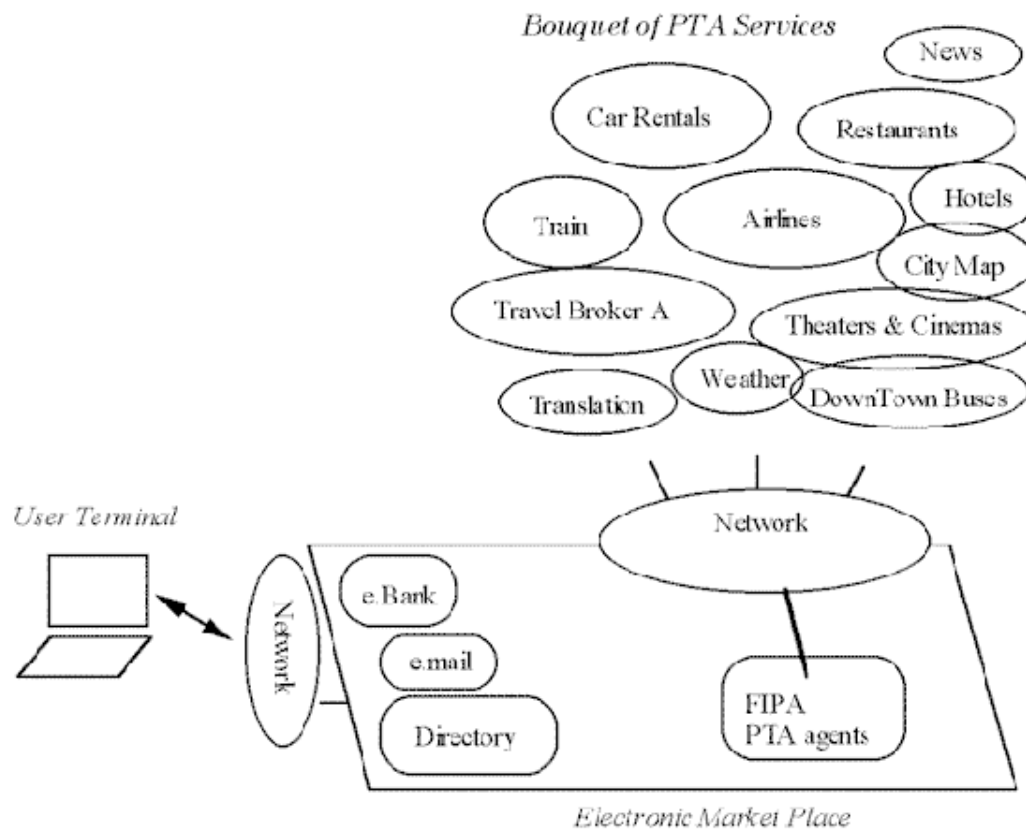 Bouquet of PTA Services
News
Car Rentals
Restaurants
Hotels
Train
Airlines
City Map
Travel Broker A
Theaters & Cinemas
Weather
Translation
DownTown Buses
User Terminal
Network
Network
e.Bank
e.mail
Directory
FIPA
PTA agents
Electronic Market Place